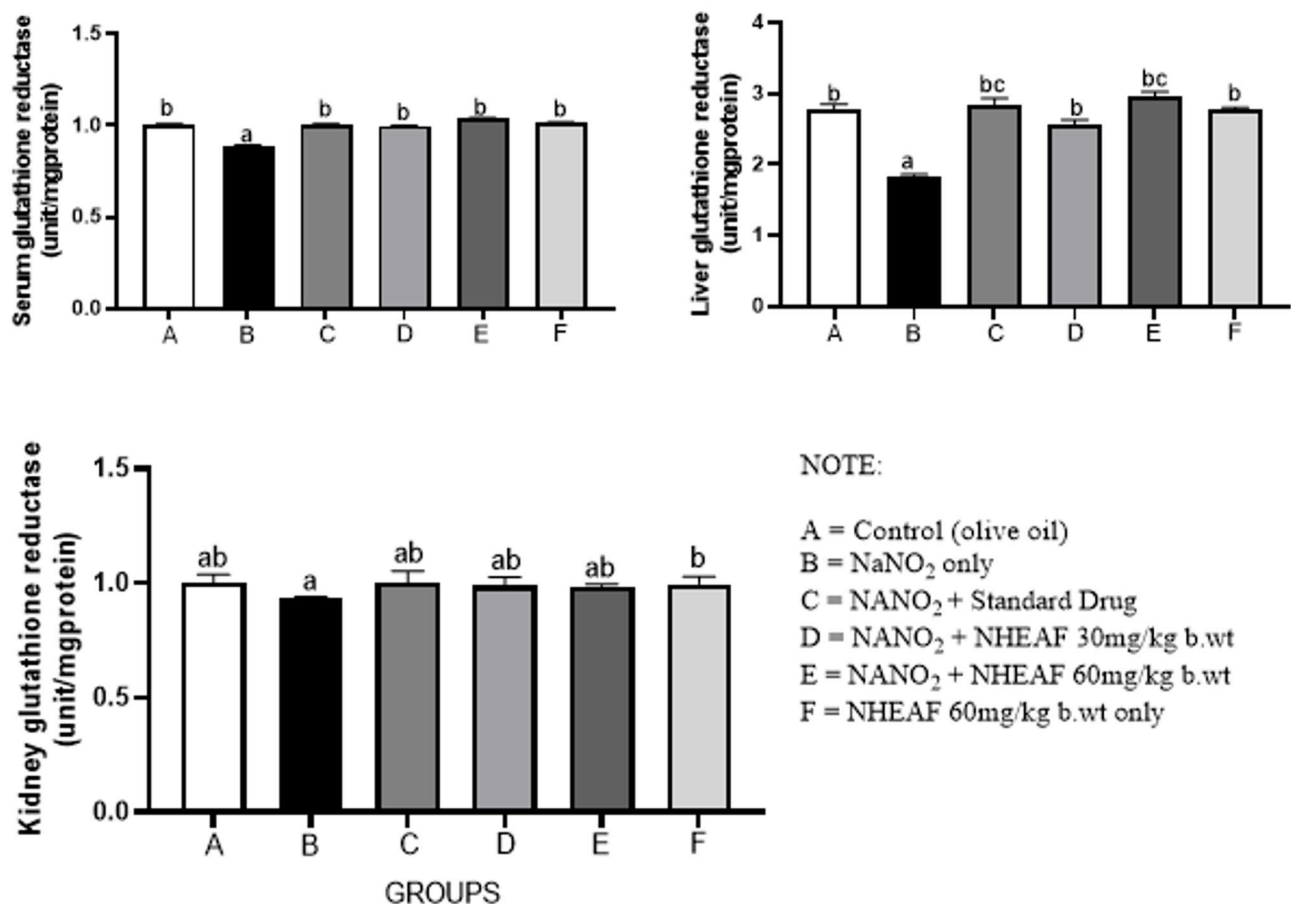 Serum glutathione reductase
(unit/mgprotein)
1.5
1.0
0.5
0.0
b
a
b
b
b
b
A B C D E F
Liver glutathione reductase
(unit/mgprotein)
4
3
2
1
0
b
a
bc
b
bc
b
A B C D E F
Kidney glutathione reductase
(unit/mgprotein)
1.5
1.0
0.5
0.0
ab
a
ab
ab
ab
b
A B C D E F
GROUPS
NOTE:
A = Control (olive oil)
B = NaNO₂ only
C = NANO₂ + Standard Drug
D = NANO₂ + NHEAF 30mg/kg b.wt
E = NANO₂ + NHEAF 60mg/kg b.wt
F = NHEAF 60mg/kg b.wt only